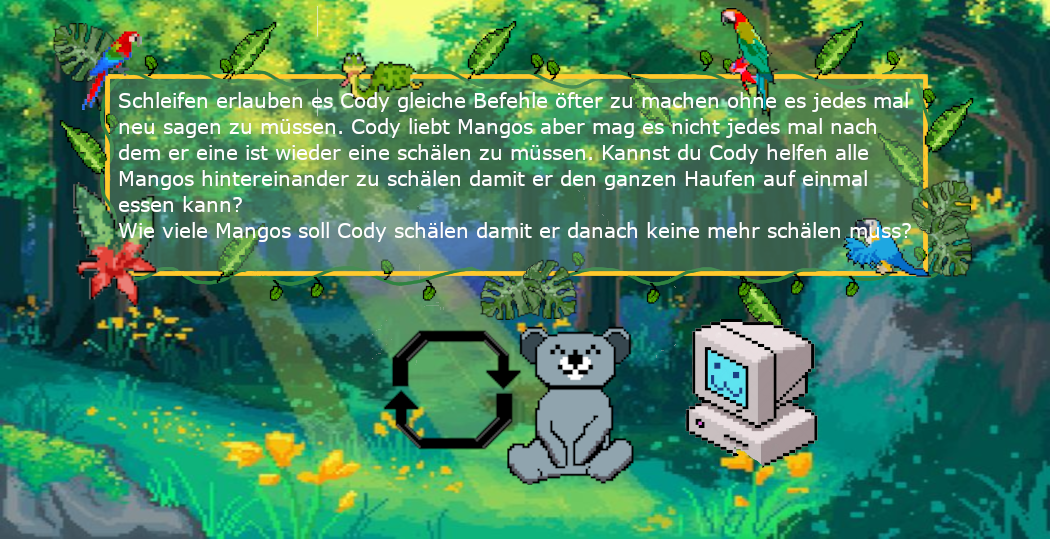 Schleifen erlauben es Cody gleiche Befehle öfter zu machen ohne es jedes mal
neu sagen zu müssen. Cody liebt Mangos aber mag es nicht jedes mal nach
dem er eine ist wieder eine schälen zu müssen. Kannst du Cody helfen alle
Mangos hintereinander zu schälen damit er den ganzen Haufen auf einmal
essen kann?
Wie viele Mangos soll Cody schälen damit er danach keine mehr schälen muss?